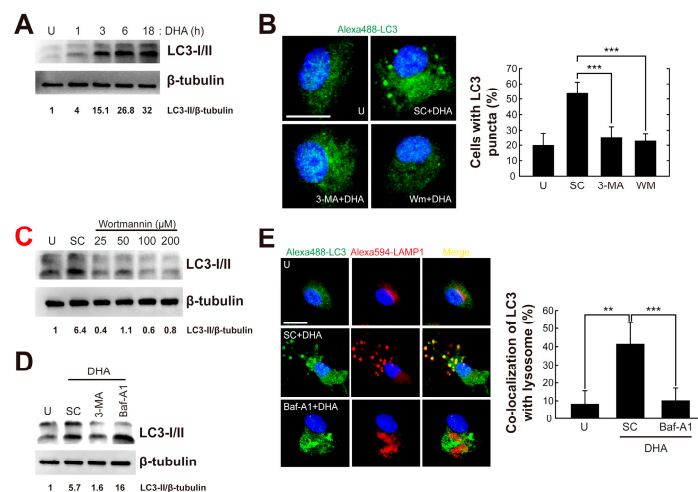 A
U 1 3 6 18 : DHA (h)
LC3-I/II
β-tubulin
1 4 15.1 26.8 32 LC3-II/β-tubulin
B
Alexa488-LC3
U
SC+DHA
3-MA+DHA
Wm+DHA
Cells with LC3
puncta (%)
70
60
50
40
30
20
10
0
***
***
U SC 3-MA WM
C
Wortmannin (μM)
U SC 25 50 100 200
LC3-I/II
β-tubulin
1 6.4 0.4 1.1 0.6 0.8 LC3-II/β-tubulin
D
DHA
U SC 3-MA Baf-A1
LC3-I/II
β-tubulin
1 5.7 1.6 16 LC3-II/β-tubulin
E
Alexa488-LC3 Alexa594-LAMP1 Merge
U
SC+DHA
Baf-A1+DHA
Co-localization of LC3
with lysosome (%)
60
50
40
30
20
10
0
**
***
U SC Baf-A1
DHA